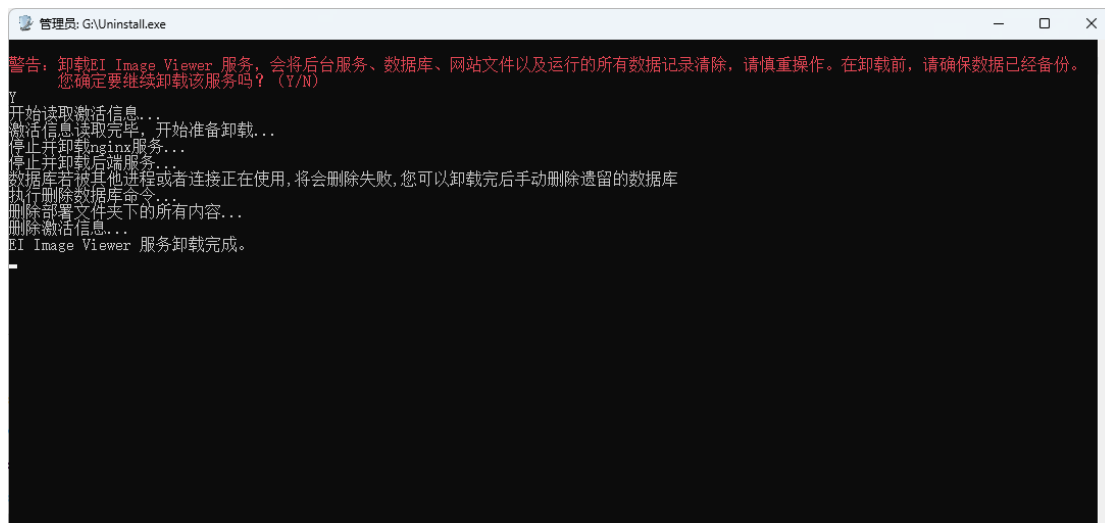 管理员: G:\Uninstall.exe
警告: 卸载EI Image Viewer 服务, 会将后台服务、数据库、网站文件以及运行的所有数据记录清除, 请慎重操作。在卸载前, 请确保数据已经备份。
您确定要继续卸载该服务吗? (Y/N)
Y
开始读取激活信息...
激活信息读取完毕, 开始准备卸载...
停止并卸载nginx服务...
停止并卸载后端服务...
数据库若被其他进程或者连接正在使用,将会删除失败,您可以卸载完后手动删除遗留的数据库
执行删除数据库命令...
删除部署文件夹下的所有内容...
删除激活信息...
EI Image Viewer 服务卸载完成。